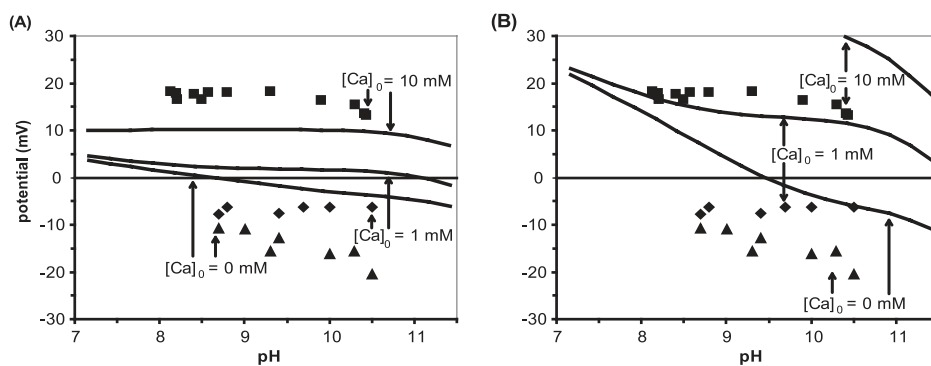 (A)
30
20
10
0
-10
-20
-30
potential (mV)
[Ca]0 = 10 mM
[Ca]0 = 1 mM
[Ca]0 = 0 mM
7 8 9 10 11
pH
(B)
30
20
10
0
-10
-20
-30
[Ca]0 = 10 mM
[Ca]0 = 1 mM
[Ca]0 = 0 mM
7 8 9 10 11
pH